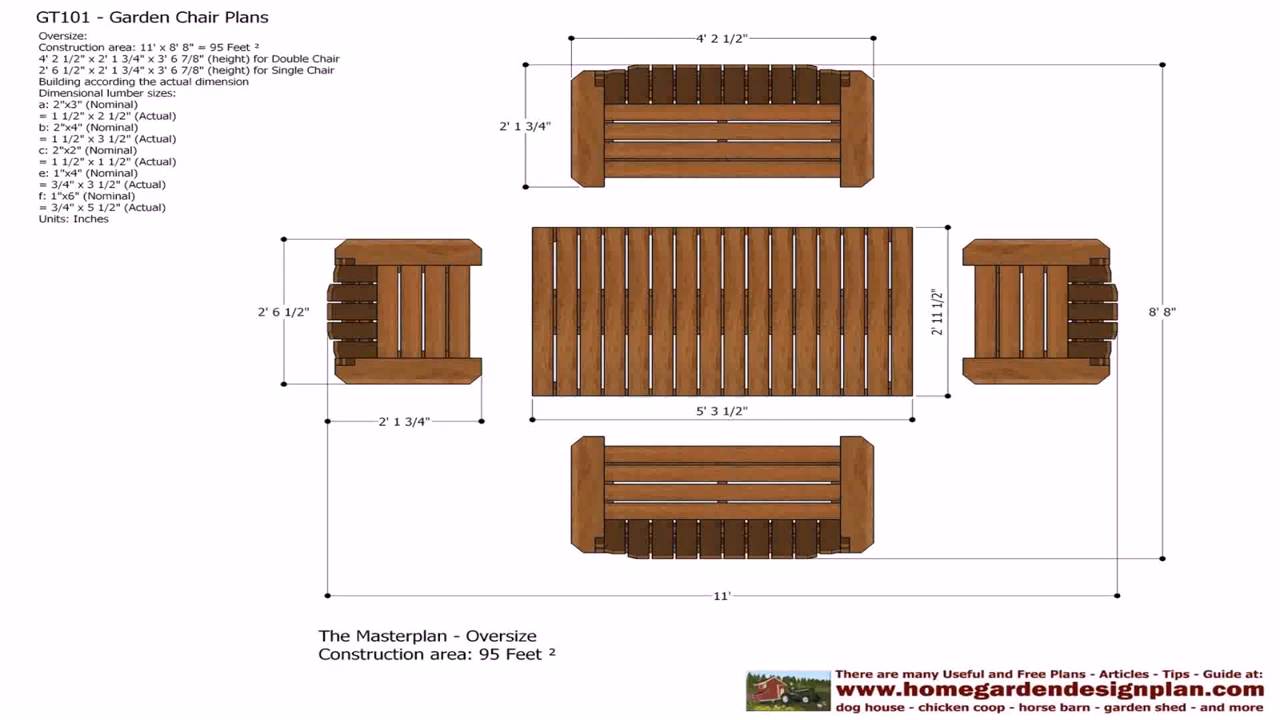 GT101 - Garden Chair Plans
Oversize:
Construction area: 11' x 8' 8" = 95 Feet ²
4' 2 1/2" x 2' 1 3/4" x 3' 6 7/8" (height) for Double Chair
2' 6 1/2" x 2' 1 3/4" x 3' 6 7/8" (height) for Single Chair
Building according the actual dimension
Dimensional lumber sizes:
a: 2"x3" (Nominal)
= 1 1/2" x 2 1/2" (Actual)
b: 2"x4" (Nominal)
= 1 1/2" x 3 1/2" (Actual)
c: 2"x2" (Nominal)
= 1 1/2" x 1 1/2" (Actual)
e: 1"x4" (Nominal)
= 3/4" x 3 1/2" (Actual)
f: 1"x6" (Nominal)
= 3/4" x 5 1/2" (Actual)
Units: Inches
4' 2 1/2"
2' 1 3/4"
2' 6 1/2"
2' 11 1/2"
8' 8"
2' 1 3/4"
5' 3 1/2"
11'
The Masterplan - Oversize
Construction area: 95 Feet ²
There are many Useful and Free Plans - Articles - Tips - Guide at:
www.homegardendesignplan.com
dog house - chicken coop - horse barn - garden shed - and more